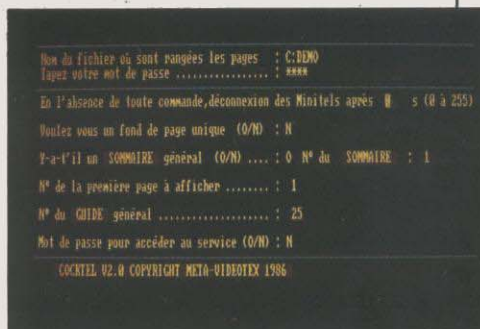 Nom du fichier où sont rangées les pages : C:DEMO
Tapez votre mot de passe ................. : ****
En l'absence de toute commande,déconnexion des Minitels après 0 s (0 à 255)
Voulez vous un fond de page unique (O/N) : N
Y-a-t'il un SOMMAIRE général (O/N) .... : O N° du SOMMAIRE : 1
N° de la première page à afficher ........ : 1
N° du GUIDE général ................... : 25
Mot de passe pour accéder au service (O/N) : N
COCKTEL V2.0 COPYRIGHT META-VIDEOTEX 1986